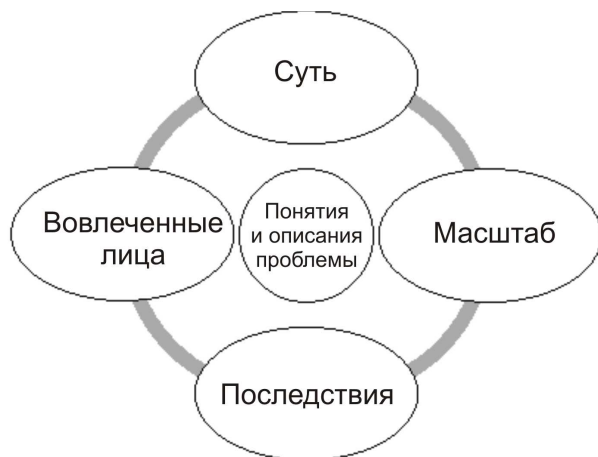 Суть
Вовлеченные
лица
Понятия
и описания
проблемы
Масштаб
Последствия